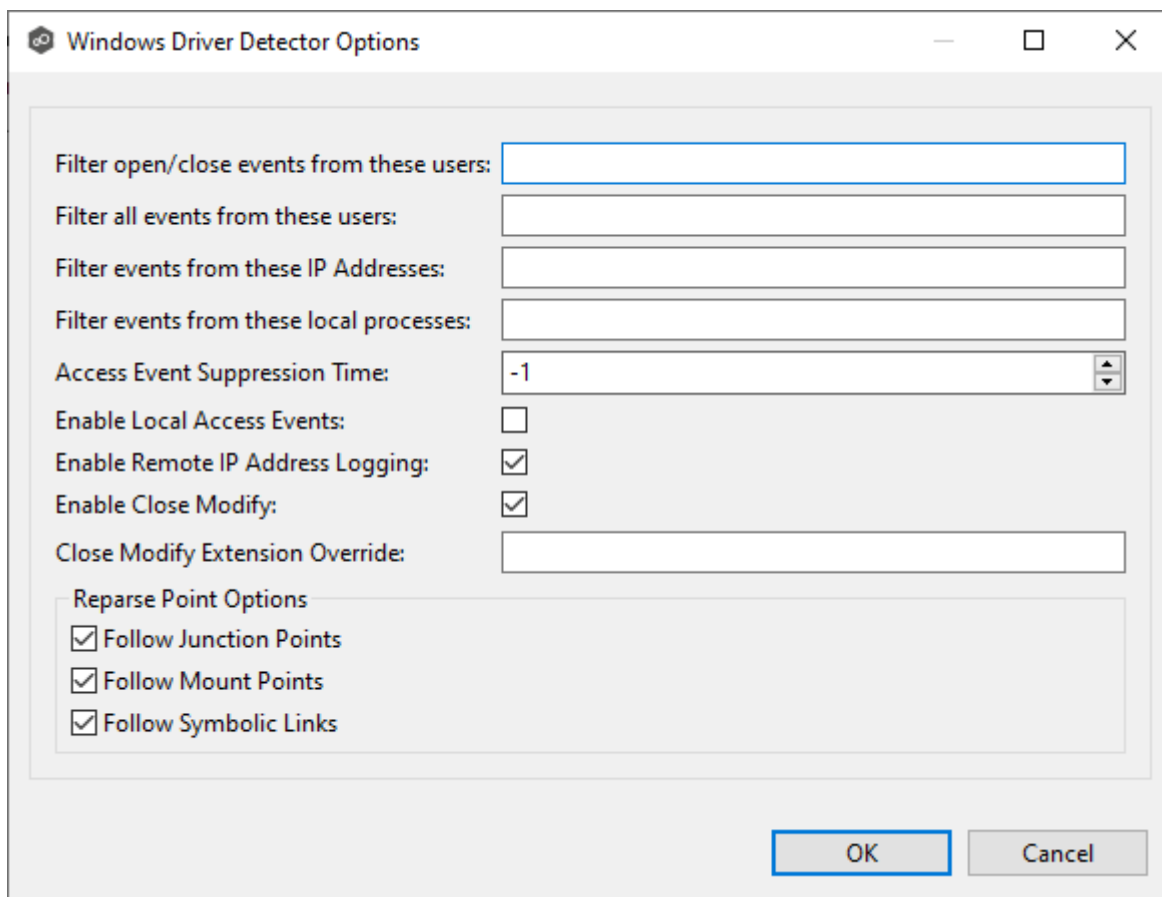 Windows Driver Detector Options
Filter open/close events from these users:
Filter all events from these users:
Filter events from these IP Addresses:
Filter events from these local processes:
Access Event Suppression Time: -1
Enable Local Access Events:
Enable Remote IP Address Logging:
Enable Close Modify:
Close Modify Extension Override:
Reparse Point Options
Follow Junction Points
Follow Mount Points
Follow Symbolic Links
OK Cancel